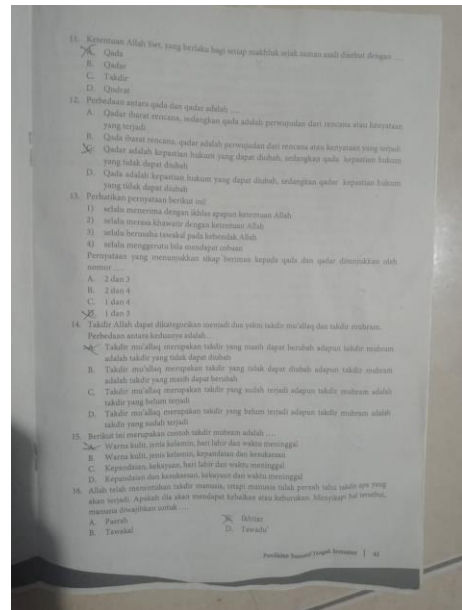 11. Ketentuan Allah Swt. yang berlaku bagi setiap makhluk sejak zaman azali disebut dengan ....
A. Qada
B. Qadar
C. Takdir
D. Qudrat
12. Perbedaan antara qada dan qadar adalah ....
A. Qadar ibarat rencana, sedangkan qada adalah perwujudan dari rencana atau kenyataan
yang terjadi
B. Qada ibarat rencana, qadar adalah perwujudan dari rencana atau kenyataan yang terjadi
C. Qadar adalah kepastian hukum yang dapat diubah, sedangkan qada kepastian hukum
yang tidak dapat diubah
D. Qada adalah kepastian hukum yang dapat diubah, sedangkan qadar kepastian hukum
yang tidak dapat diubah
13. Perhatikan pernyataan berikut ini!
1) selalu menerima dengan ikhlas apapun ketentuan Allah
2) selalu merasa khawatir dengan ketentuan Allah
3) selalu berusaha tawakal pada kehendak Allah
4) selalu menggerutu bila mendapat cobaan
Pernyataan yang menunjukkan sikap beriman kepada qada dan qadar ditunjukkan oleh
nomor ....
A. 2 dan 3
B. 2 dan 4
C. 1 dan 4
D. 1 dan 3
14. Takdir Allah dapat dikategorikan menjadi dua yakni takdir mu'allaq dan takdir mubram.
Perbedaan antara keduanya adalah ....
A. Takdir mu'allaq merupakan takdir yang masih dapat berubah adapun takdir mubram
adalah takdir yang tidak dapat diubah
B. Takdir mu'allaq merupakan takdir yang tidak dapat diubah adapun takdir mubram
adalah takdir yang masih dapat berubah
C. Takdir mu'allaq merupakan takdir yang sudah terjadi adapun takdir mubram adalah
takdir yang belum terjadi
D. Takdir mu'allaq merupakan takdir yang belum terjadi adapun takdir mubram adalah
takdir yang sudah terjadi
15. Berikut ini merupakan contoh takdir mubram adalah ....
A. Warna kulit, jenis kelamin, hari lahir dan waktu meninggal
B. Warna kulit, jenis kelamin, kepandaian dan kesuksesan
C. Kepandaian, kekayaan, hari lahir dan waktu meninggal
D. Kepandaian dan kesuksesan, kekayaan dan waktu meninggal
16. Allah telah menentukan takdir manusia, tetapi manusia tidak pernah tahu takdir apa yang
akan terjadi. Apakah dia akan mendapat kebaikan atau keburukan. Menyikapi hal tersebut,
manusia diwajibkan untuk ....
A. Pasrah C. Ikhtiar
B. Tawakal D. Tawadu'
Penilaian Sumatif Tengah Semester |